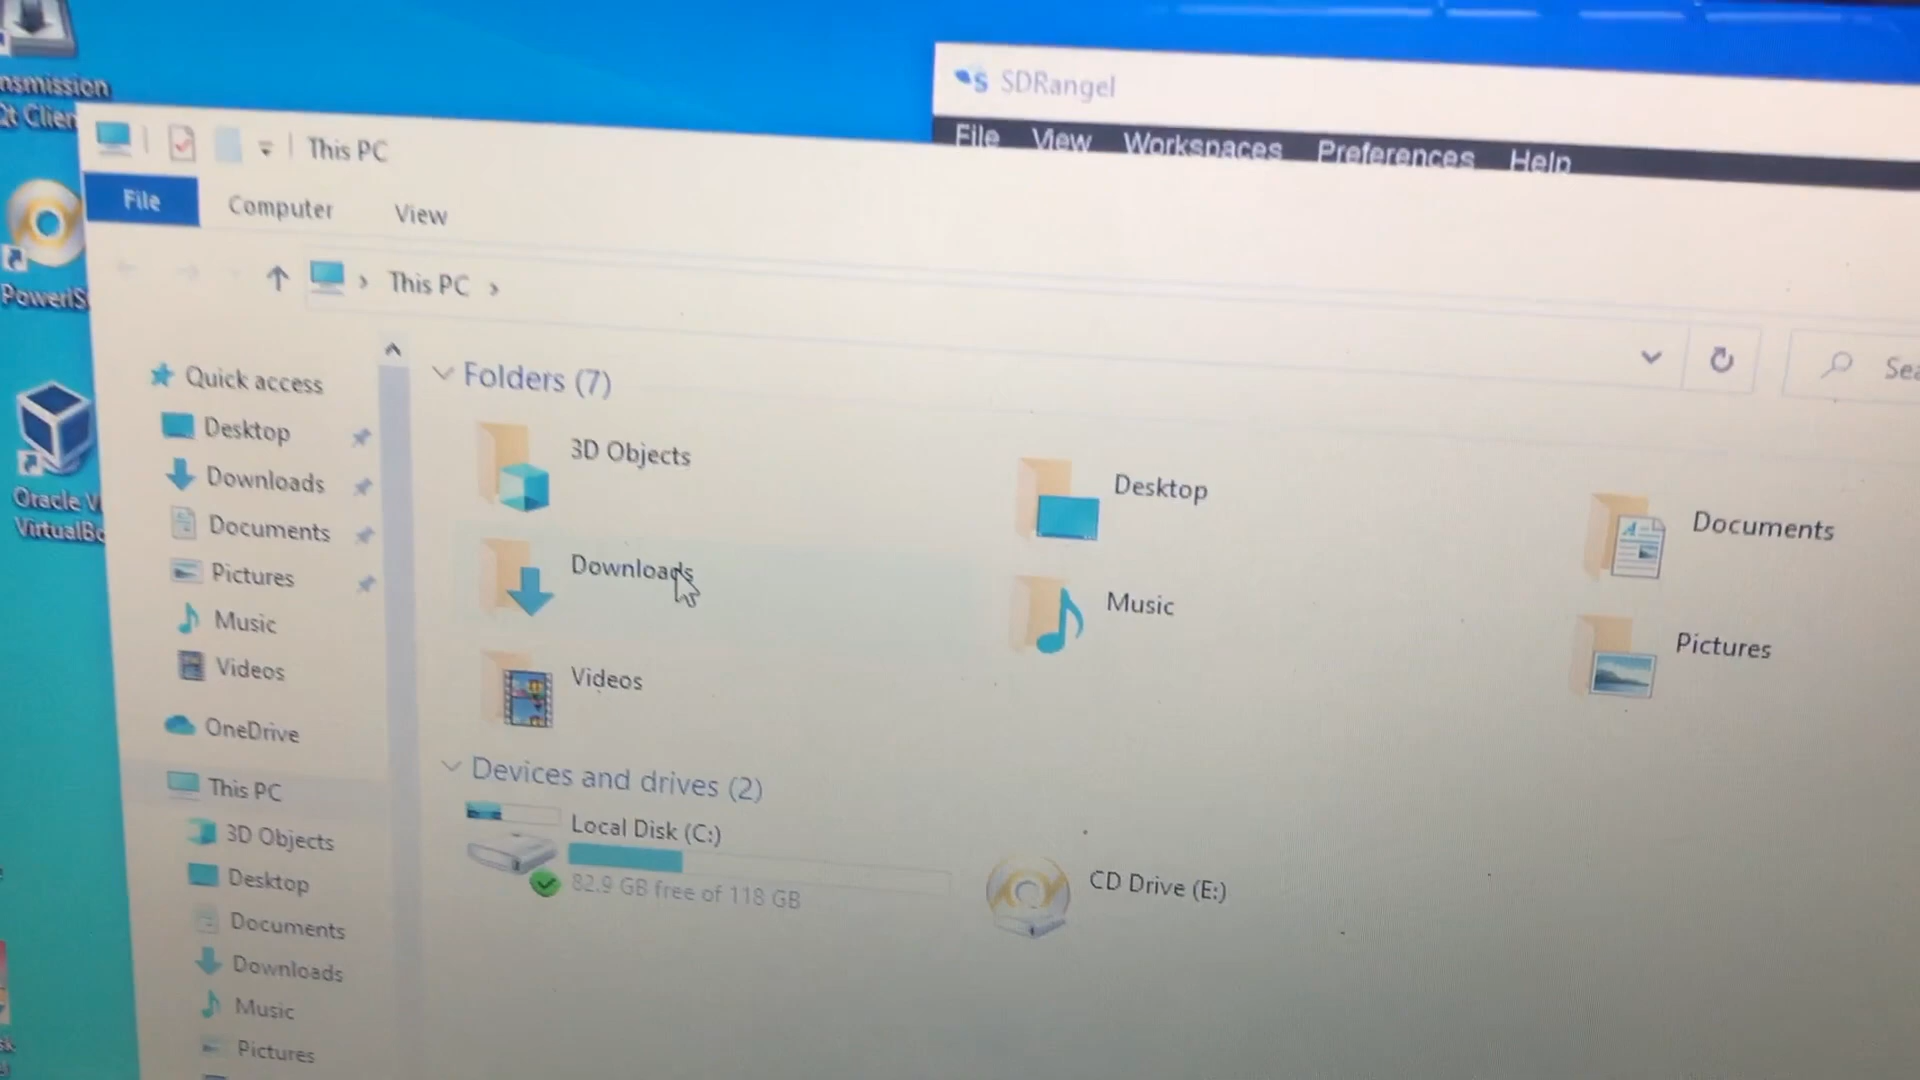 nsmission
Qt Clien
PowerIS
Oracle V
VirtualBo
SDRangel
File View Workspaces Preferences Help
This PC
File Computer View
This PC
Sea
Quick access
Desktop
Downloads
Documents
Pictures
Music
Videos
OneDrive
This PC
3D Objects
Desktop
Documents
Downloads
Music
Pictures
Folders (7)
3D Objects
Desktop
Documents
Downloads
Music
Pictures
Videos
Devices and drives (2)
Local Disk (C:)
82.9 GB free of 118 GB
CD Drive (E:)